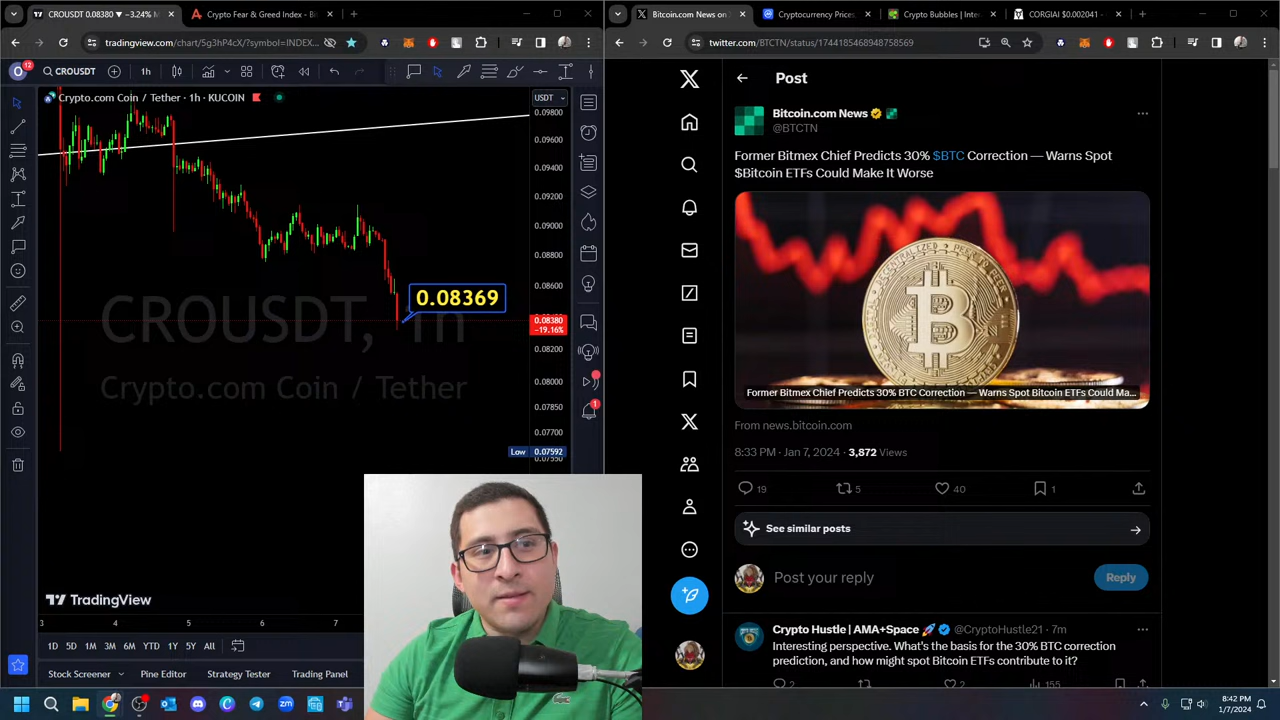 CROUSDT ▼ −3.24%
Crypto Fear & Greed Index - Bi
tradingview.com/chart/5g3hP4cX/?symbol=INDEX...
O
12
CROUSDT
1h
Crypto.com Coin / Tether · 1h · KUCOIN
USDT
0.09800
0.09600
0.09400
0.09200
0.09000
0.08800
0.08600
0.08369
0.08380
−19.16%
0.08200
0.08000
0.07850
0.07700
Low 0.07592
0.07550
CROUSDT, 1h
Crypto.com Coin / Tether
1
TradingView
3 4 5 6 7
1D 5D 1M 3M 6M YTD 1Y 5Y All
Stock Screener
Pine Editor
Strategy Tester
Trading Panel
Bitcoin.com News on
Cryptocurrency Prices,
Crypto Bubbles | Inte
CORGIAI $0.002041 -
twitter.com/BTCTN/status/1744185468948758569
Post
Bitcoin.com News
@BTCTN
Former Bitmex Chief Predicts 30% $BTC Correction — Warns Spot
$Bitcoin ETFs Could Make It Worse
DECENTRALIZED
Former Bitmex Chief Predicts 30% BTC Correction — Warns Spot Bitcoin ETFs Could Ma...
From news.bitcoin.com
8:33 PM · Jan 7, 2024 · 3,872 Views
19 5 40 1
See similar posts
Post your reply
Reply
Crypto Hustle | AMA+Space 🚀 @CryptoHustle21 · 7m
Interesting perspective. What's the basis for the 30% BTC correction
prediction, and how might spot Bitcoin ETFs contribute to it?
2 2 155
8:42 PM
1/7/2024